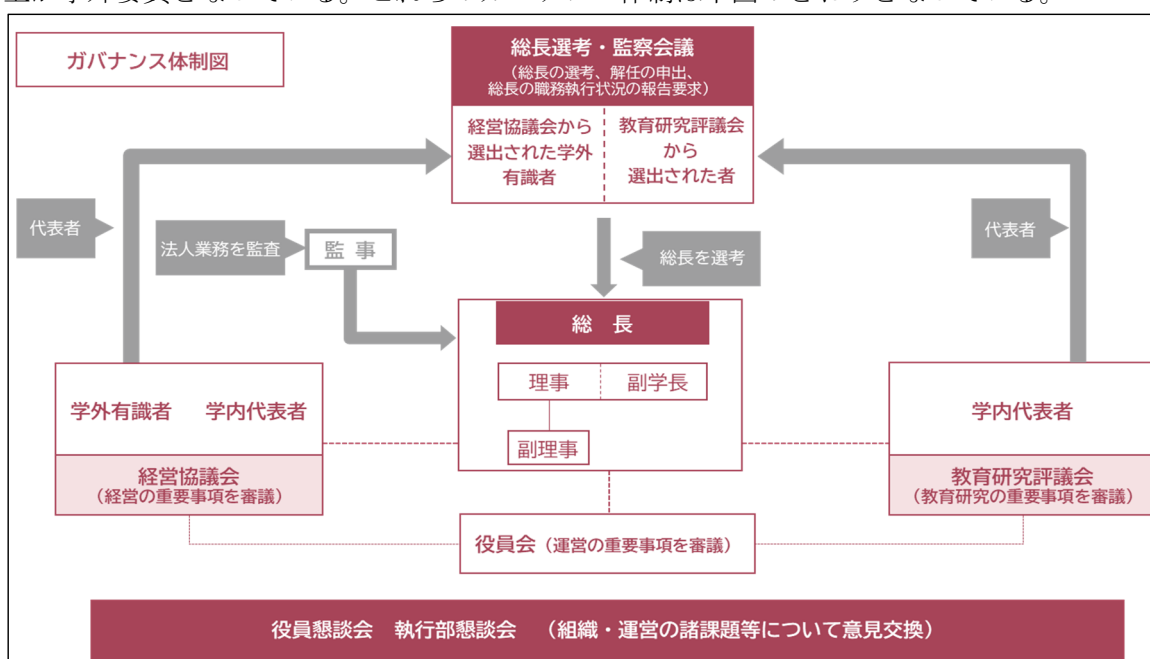 ガバナンス体制図
総長選考・監察会議
（総長の選考、解任の申出、
総長の職務執行状況の報告要求）
経営協議会から
選出された学外
有識者
教育研究評議会
から
選出された者
代表者
法人業務を監査
監 事
総長を選考
代表者
総 長
理事
副学長
副理事
学外有識者 学内代表者
経営協議会
（経営の重要事項を審議）
学内代表者
教育研究評議会
（教育研究の重要事項を審議）
役員会（運営の重要事項を審議）
役員懇談会 執行部懇談会 （組織・運営の諸課題等について意見交換）